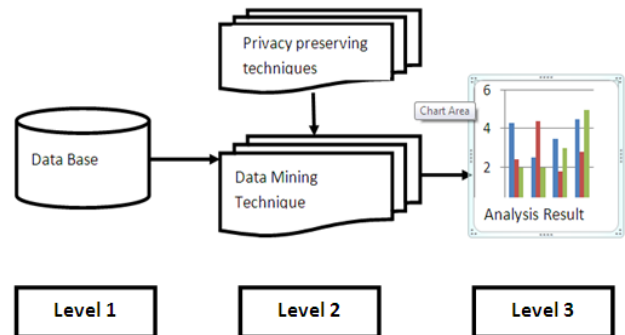 Privacy preserving
techniques
Data Base
Data Mining
Technique
Chart Area
6
4
2
Analysis Result
Level 1
Level 2
Level 3